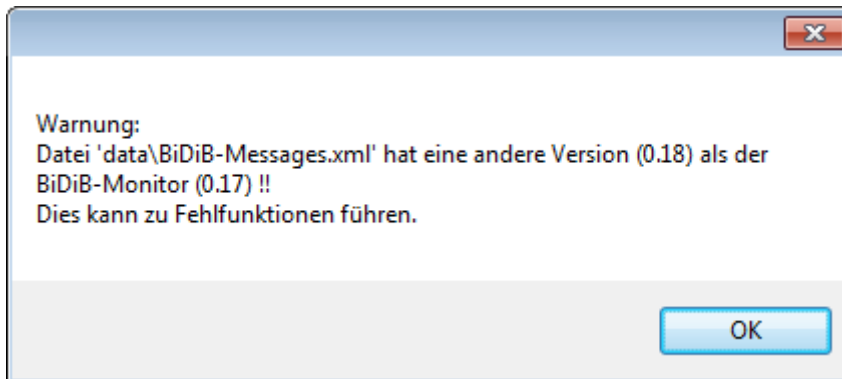 Warnung:
Datei 'data\BiDiB-Messages.xml' hat eine andere Version (0.18) als der
BiDiB-Monitor (0.17) !!
Dies kann zu Fehlfunktionen führen.
OK